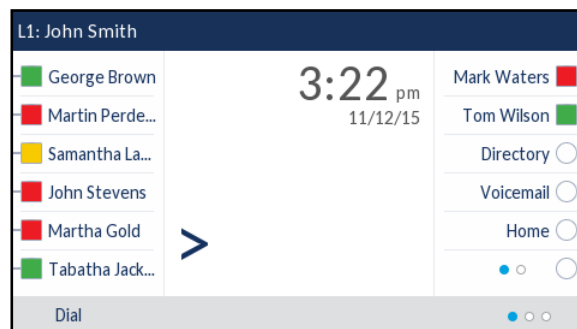 L1: John Smith
George Brown
Martin Perde...
Samantha La...
John Stevens
Martha Gold
Tabatha Jack...
>
3:22 pm
11/12/15
Mark Waters
Tom Wilson
Directory
Voicemail
Home
Dial